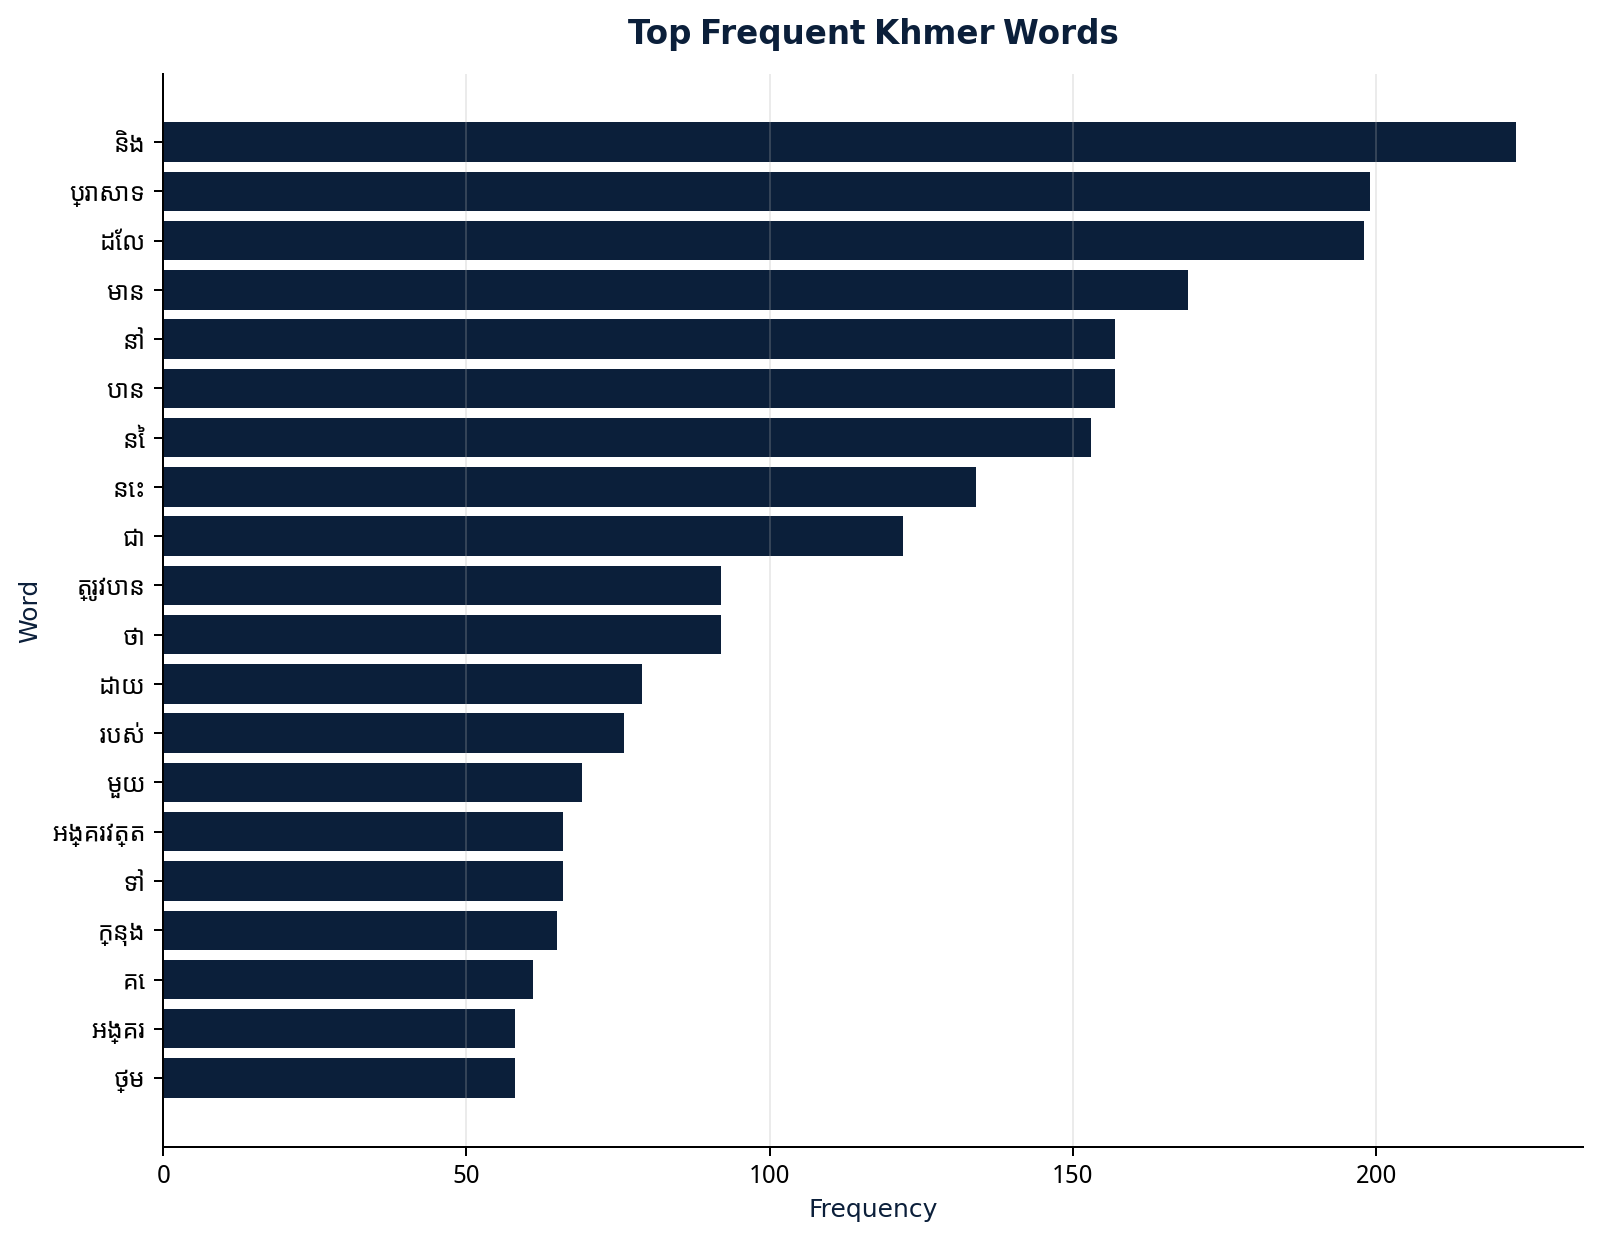 Top Frequent Khmer Words
និង
ប្រាសាទ
ដែល
មាន
នៅ
បាន
នៃ
នេះ
ជា
ត្រូវបាន
ថា
ដោយ
របស់
មួយ
អង្គរវត្ត
ទៅ
ក្នុង
គេ
អង្គរ
ថ្ម
Word
0 50 100 150 200
Frequency